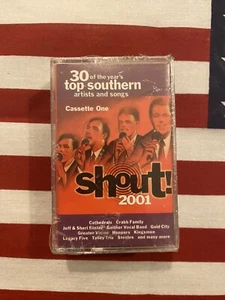 30 of the year's
top southern
artists and songs
Cassette One
shout!
2001
Cathedrals Crabb Family
Jeff & Sheri Easter Gaither Vocal Band Gold City
Greater Vision Hoppers Kingsmen
Legacy Five Talley Trio Steeles and many more